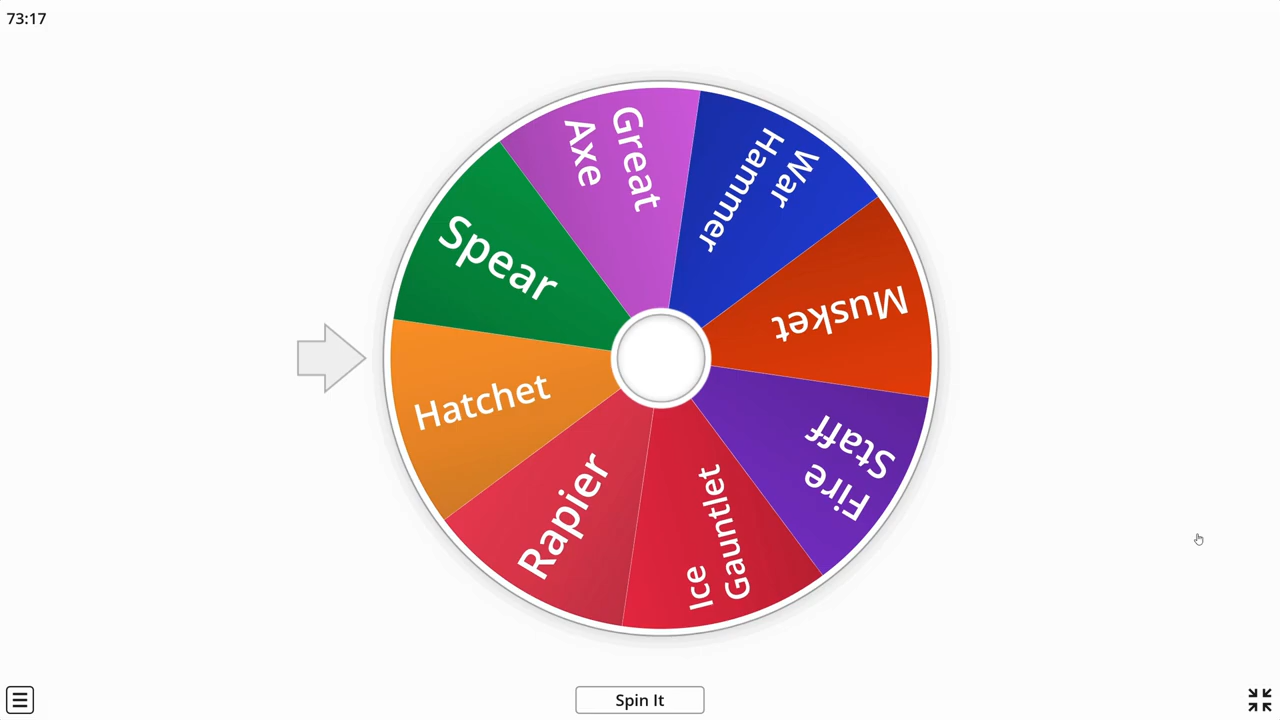 73:17
Great
Axe
War
Hammer
Spear
Musket
Hatchet
Fire
Staff
Rapier
Ice
Gauntlet
Spin It